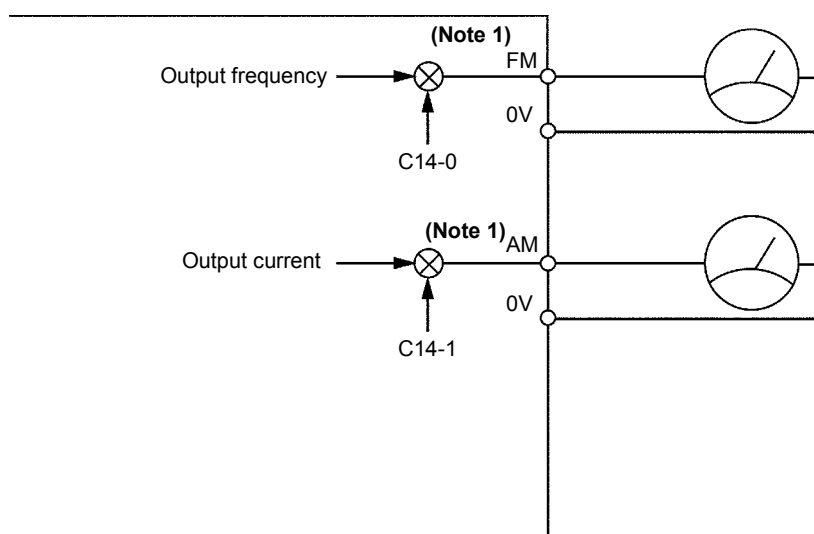 (Note 1)
Output frequency
FM
0V
C14-0
(Note 1)
Output current
AM
0V
C14-1